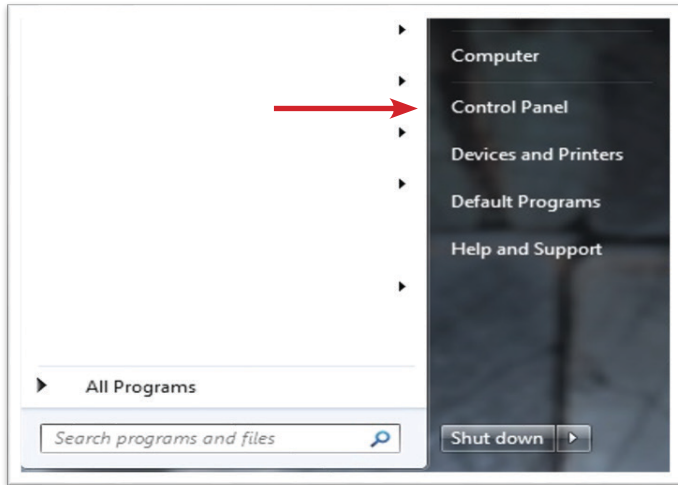 Computer
Control Panel
Devices and Printers
Default Programs
Help and Support
All Programs
Search programs and files
Shut down